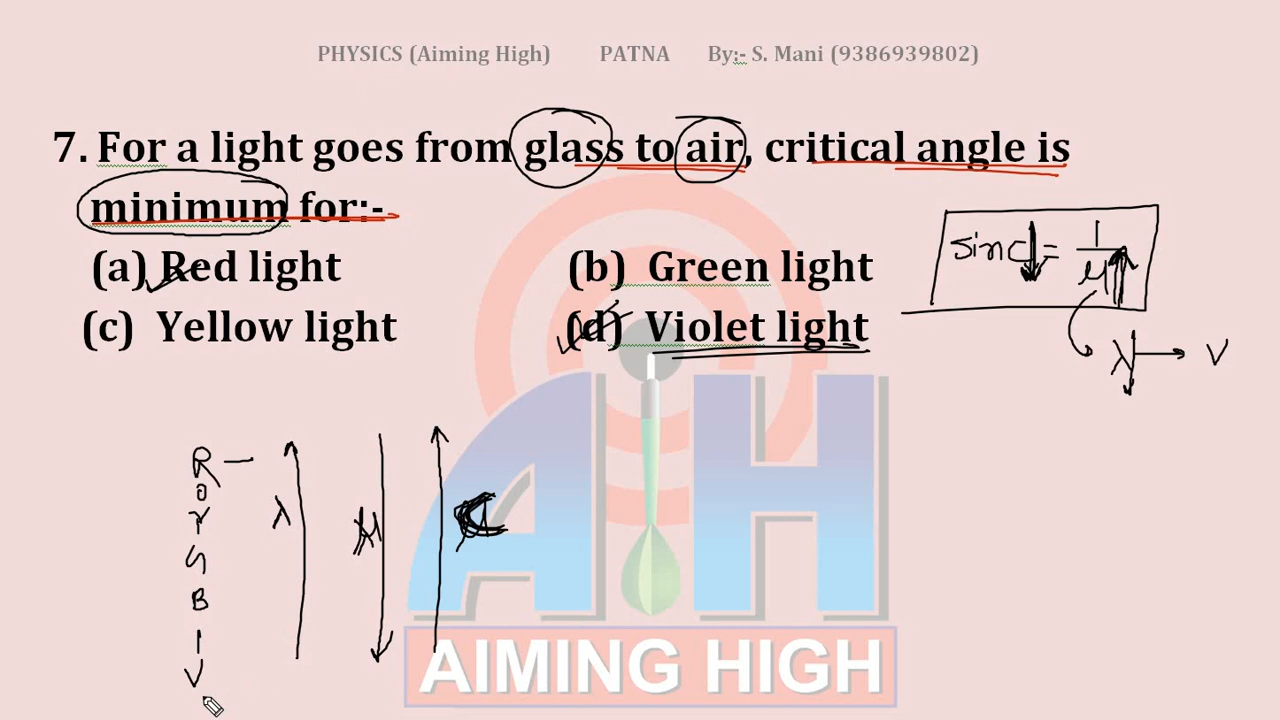 PHYSICS (Aiming High) PATNA By:- S. Mani (9386939802)
7. For a light goes from glass to air, critical angle is
minimum for:-
(a) Red light (b) Green light
(c) Yellow light (d) Violet light
sin C = 1/μ
λ → V
R
O
Y
G
B
I
V
λ
μ
C
AH
AIMING HIGH